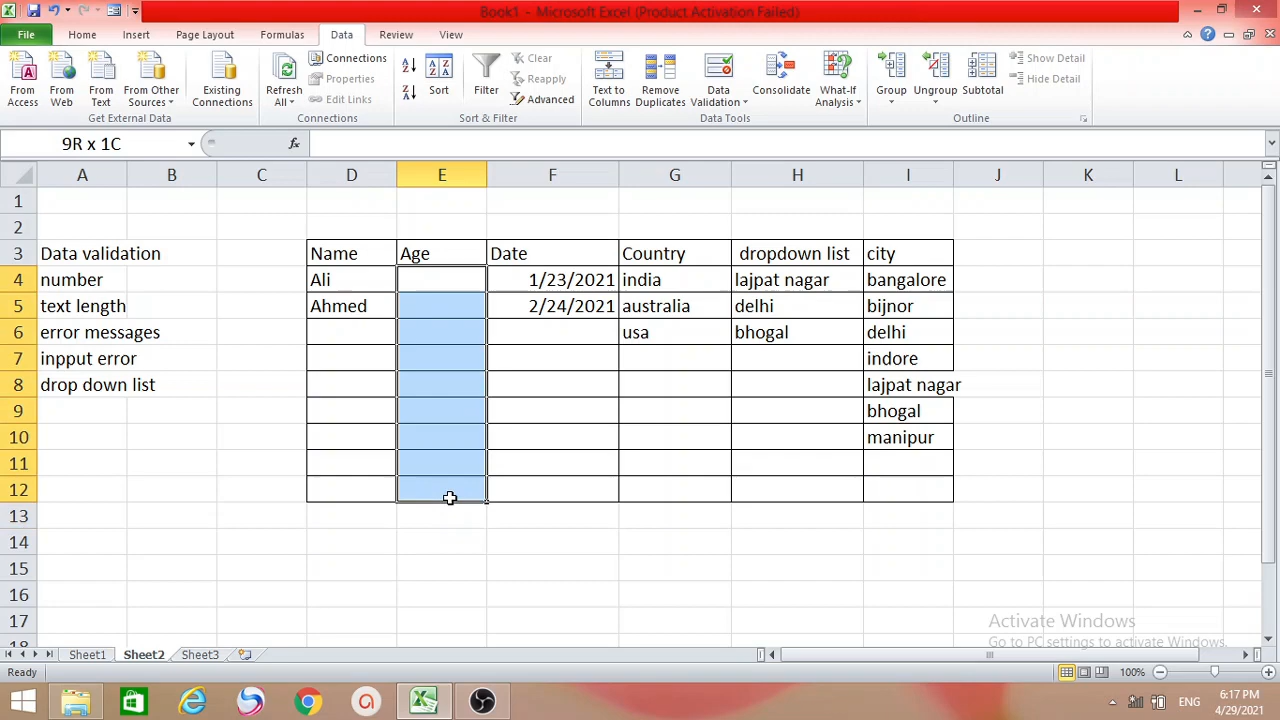 Book1 - Microsoft Excel (Product Activation Failed)
File Home Insert Page Layout Formulas Data Review View
From Access
From Web
From Text
From Other Sources
Existing Connections
Get External Data
Refresh All
Connections
Properties
Edit Links
Connections
Sort
Filter
Clear
Reapply
Advanced
Sort & Filter
Text to Columns
Remove Duplicates
Data Validation
Consolidate
What-If Analysis
Data Tools
Group
Ungroup
Subtotal
Show Detail
Hide Detail
Outline
9R x 1C fx
A B C D E F G H I J K L
1
2
3 Data validation Name Age Date Country dropdown list city
4 number Ali 1/23/2021 india lajpat nagar bangalore
5 text length Ahmed 2/24/2021 australia delhi bijnor
6 error messages usa bhogal delhi
7 inpput error indore
8 drop down list lajpat nagar
9 bhogal
10 manipur
11
12
13
14
15
16
17
18
Activate Windows
Go to PC settings to activate Windows.
Sheet1 Sheet2 Sheet3
Ready 100%
ENG
6:17 PM
4/29/2021